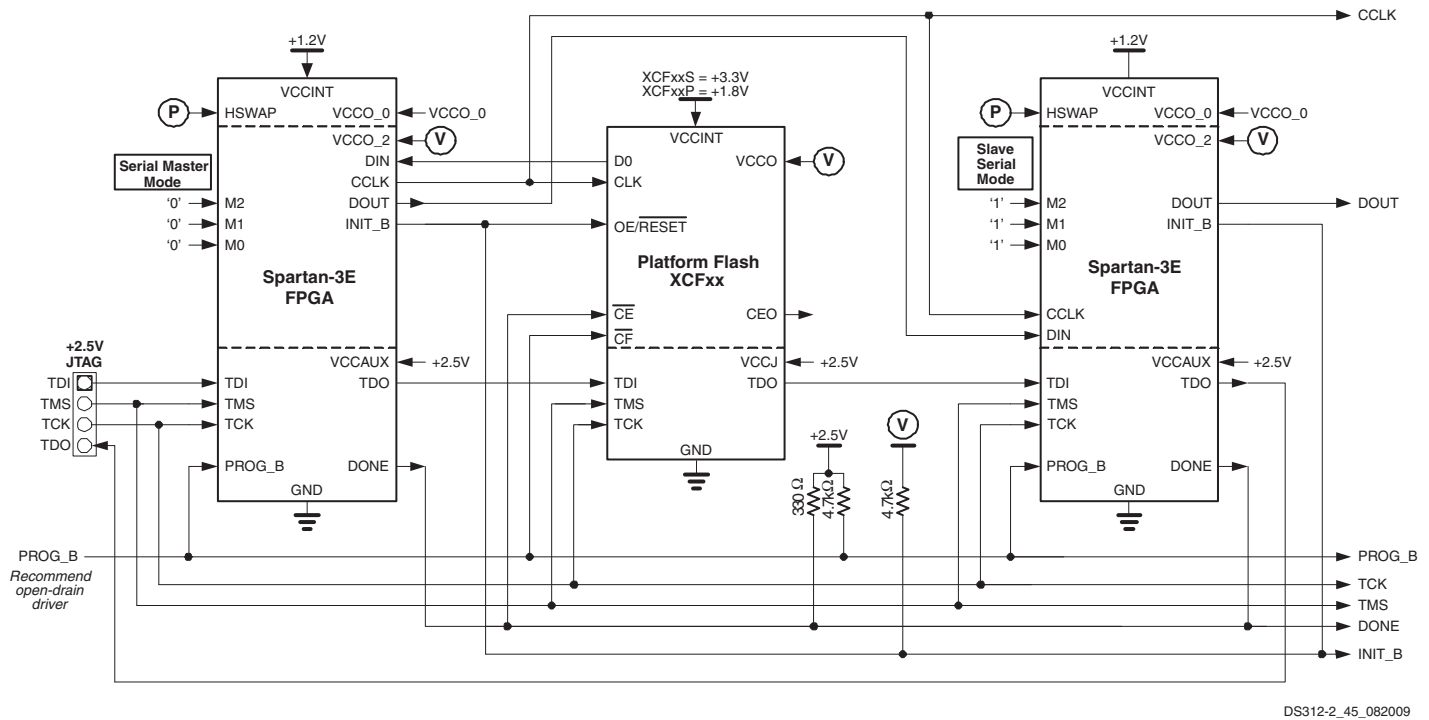 CCLK
+1.2V
VCCINT
P
HSWAP
VCCO_0
VCCO_0
VCCO_2
V
Serial Master
Mode
DIN
CCLK
'0'
M2
DOUT
'0'
M1
INIT_B
'0'
M0
Spartan-3E
FPGA
+2.5V
JTAG
VCCAUX
+2.5V
TDI
TDI
TDO
TMS
TMS
TCK
TCK
TDO
PROG_B
DONE
GND
XCFxxS = +3.3V
XCFxxP = +1.8V
VCCINT
D0
VCCO
V
CLK
OE/RESET
Platform Flash
XCFxx
CE
CEO
CF
VCCJ
+2.5V
TDI
TDO
TMS
TCK
GND
+2.5V
330 Ω
4.7kΩ
V
4.7kΩ
+1.2V
VCCINT
P
HSWAP
VCCO_0
VCCO_0
VCCO_2
V
Slave
Serial
Mode
'1'
M2
DOUT
DOUT
'1'
M1
INIT_B
'1'
M0
Spartan-3E
FPGA
CCLK
DIN
VCCAUX
+2.5V
TDI
TDO
TMS
TCK
PROG_B
DONE
GND
PROG_B
Recommend
open-drain
driver
PROG_B
TCK
TMS
DONE
INIT_B
DS312-2_45_082009